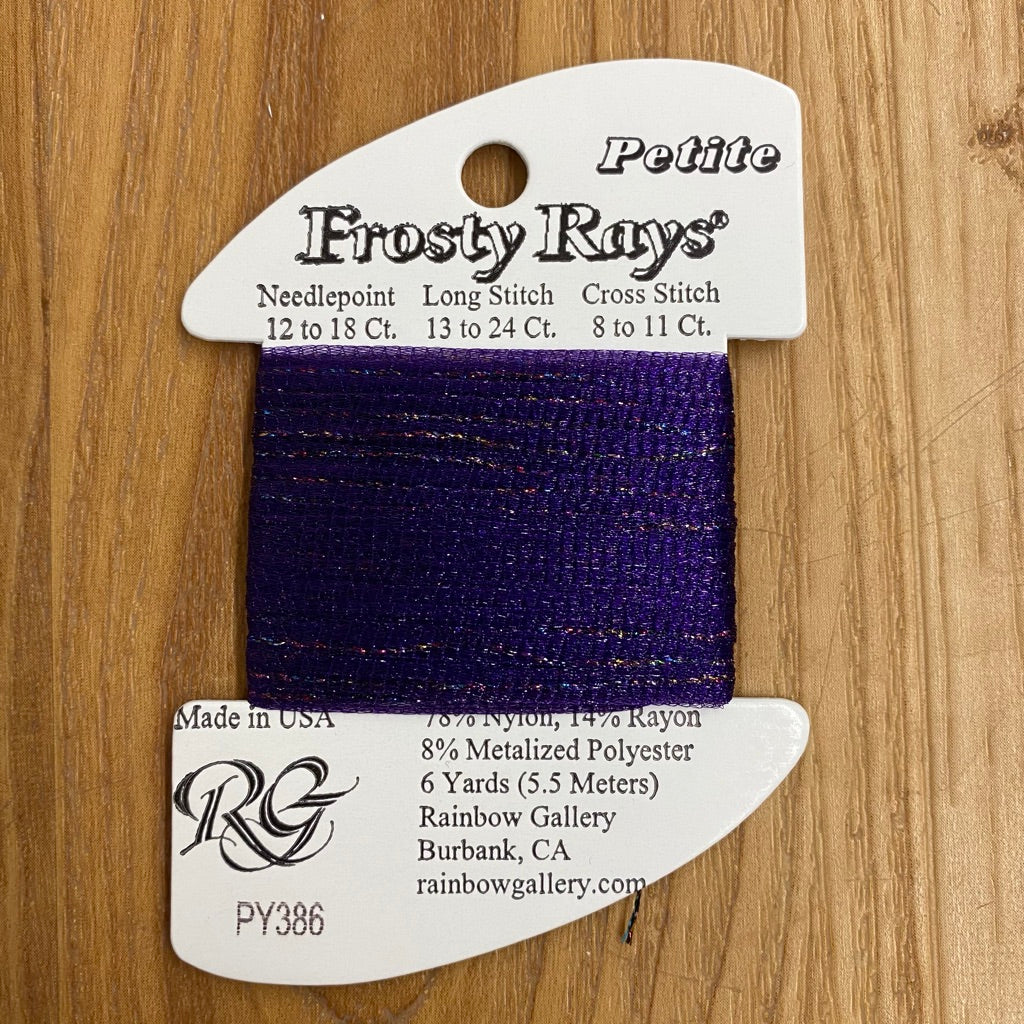 Petite
Frosty Rays®
Needlepoint Long Stitch Cross Stitch
12 to 18 Ct. 13 to 24 Ct. 8 to 11 Ct.
Made in USA 78% Nylon, 14% Rayon
8% Metalized Polyester
6 Yards (5.5 Meters)
RG
Rainbow Gallery
Burbank, CA
rainbowgallery.com
PY386